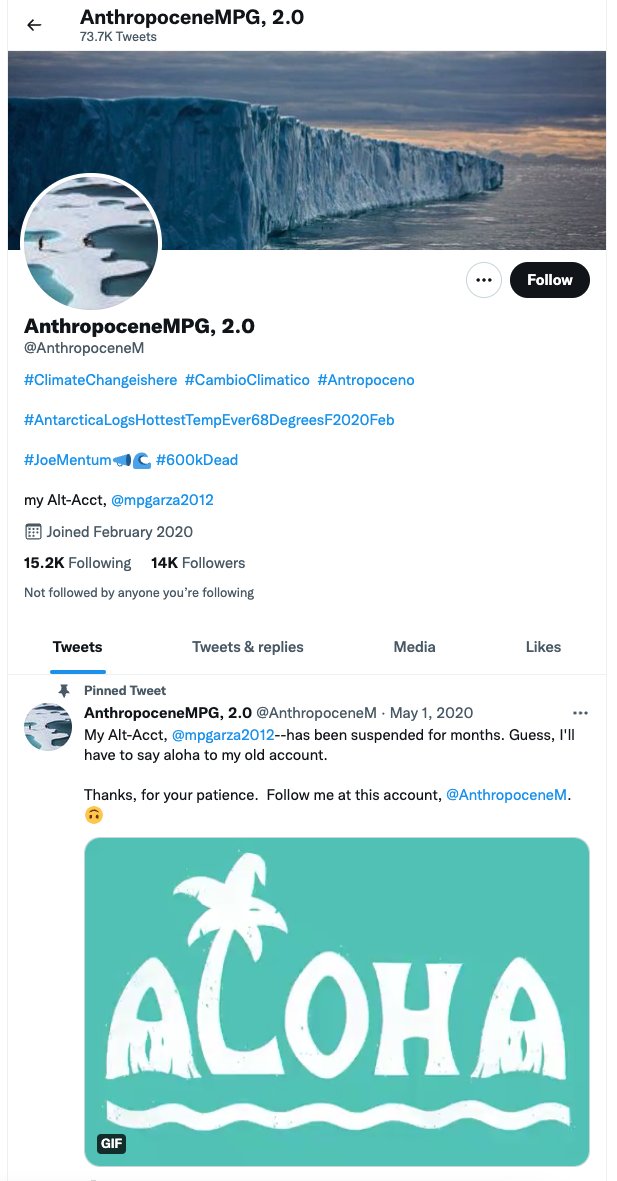 AnthropoceneMPG, 2.0
73.7K Tweets
Follow
AnthropoceneMPG, 2.0
@AnthropoceneM
#ClimateChangeishere #CambioClimatico #Antropoceno
#AntarcticaLogsHottestTempEver68DegreesF2020Feb
#JoeMentum📣🌊 #600kDead
my Alt-Acct, @mpgarza2012
Joined February 2020
15.2K Following 14K Followers
Not followed by anyone you're following
Tweets Tweets & replies Media Likes
Pinned Tweet
AnthropoceneMPG, 2.0 @AnthropoceneM · May 1, 2020
My Alt-Acct, @mpgarza2012--has been suspended for months. Guess, I'll
have to say aloha to my old account.
Thanks, for your patience.  Follow me at this account, @AnthropoceneM.
🙃
ALOHA
GIF